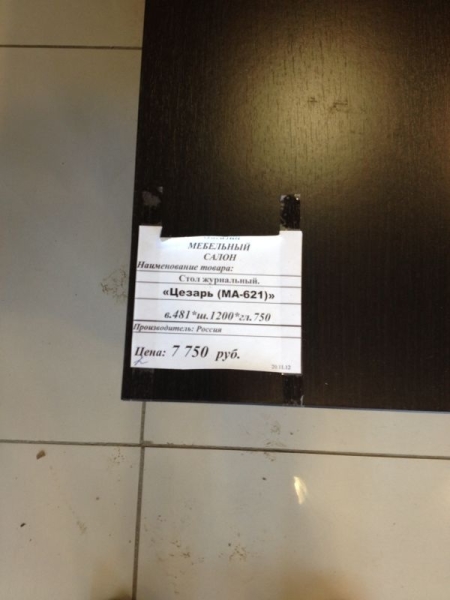 МЕБЕЛЬНЫЙ
САЛОН
Наименование товара:
Стол журнальный.
«Цезарь (МА-621)»
в.481*ш.1200*гл.750
Производитель: Россия
Цена: 7 750 руб.